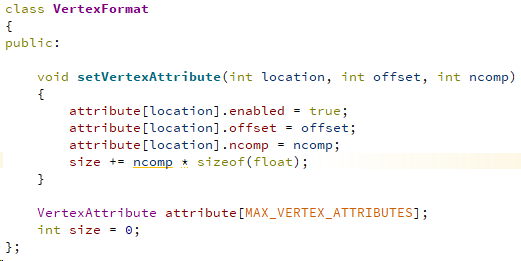 class VertexFormat
{
public:
void setVertexAttribute(int location, int offset, int ncomp)
{
attribute[location].enabled = true;
attribute[location].offset = offset;
attribute[location].ncomp = ncomp;
size += ncomp * sizeof(float);
}
VertexAttribute attribute[MAX_VERTEX_ATTRIBUTES];
int size = 0;
};